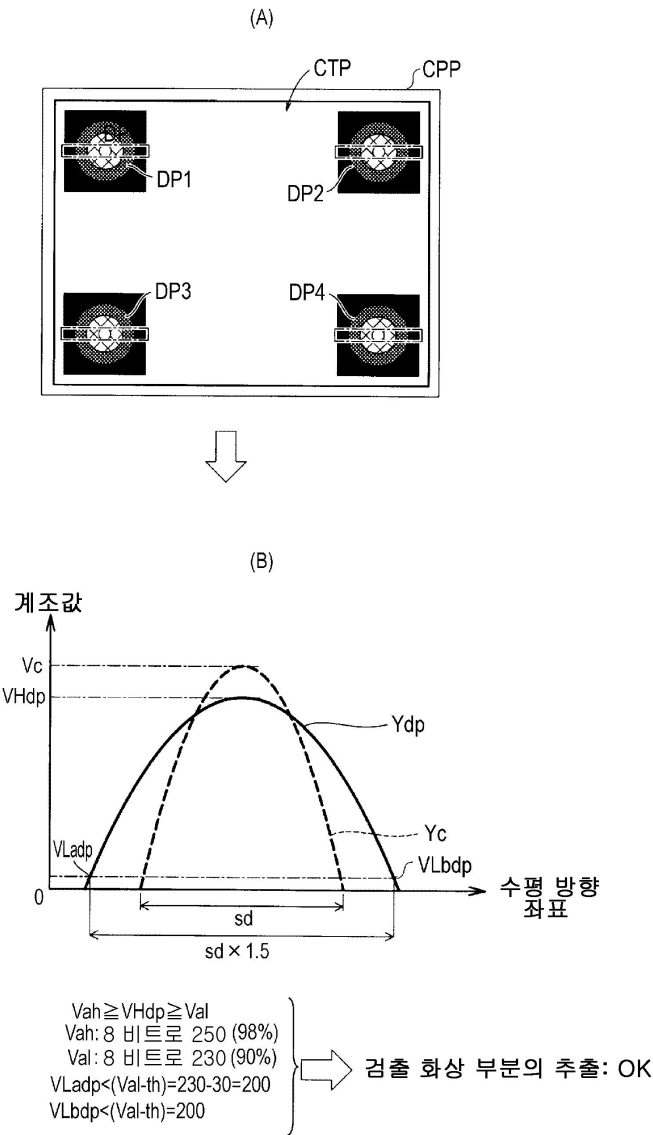 (A)
CTP
CPP
DP1
DP2
DP3
DP4
(B)
계조값
Vc
VHdp
Ydp
VLadp
Yc
VLbdp
0
수평 방향
좌표
sd
sd × 1.5
Vah≧VHdp≧Val
Vah: 8 비트로 250 (98%)
Val: 8 비트로 230 (90%)
VLadp<(Val-th)=230-30=200
VLbdp<(Val-th)=200
검출 화상 부분의 추출: OK